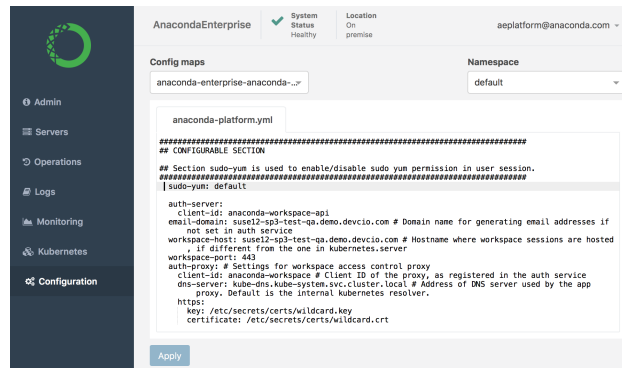 AnacondaEnterprise
System
Status
Healthy
Location
On
premise
aeplatform@anaconda.com
Admin
Servers
Operations
Logs
Monitoring
Kubernetes
Configuration
Config maps
anaconda-enterprise-anaconda-...
Namespace
default
anaconda-platform.yml
################################################################################
## CONFIGURABLE SECTION
## Section sudo-yum is used to enable/disable sudo yum permission in user session.
################################################################################
sudo-yum: default
auth-server:
client-id: anaconda-workspace-api
email-domain: suse12-sp3-test-qa.demo.devcio.com # Domain name for generating email addresses if
not set in auth service
workspace-host: suse12-sp3-test-qa.demo.devcio.com # Hostname where workspace sessions are hosted
, if different from the one in kubernetes.server
workspace-port: 443
auth-proxy: # Settings for workspace access control proxy
client-id: anaconda-workspace # Client ID of the proxy, as registered in the auth service
dns-server: kube-dns.kube-system.svc.cluster.local # Address of DNS server used by the app
proxy. Default is the internal kubernetes resolver.
https:
key: /etc/secrets/certs/wildcard.key
certificate: /etc/secrets/certs/wildcard.crt
Apply